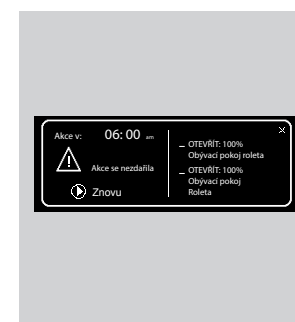 Akce v: 06:00 am
Akce se nezdařila
Znovu
_ OTEVŘÍT: 100%
Obývací pokoj roleta
_ OTEVŘÍT: 100%
Obývací pokoj
Roleta